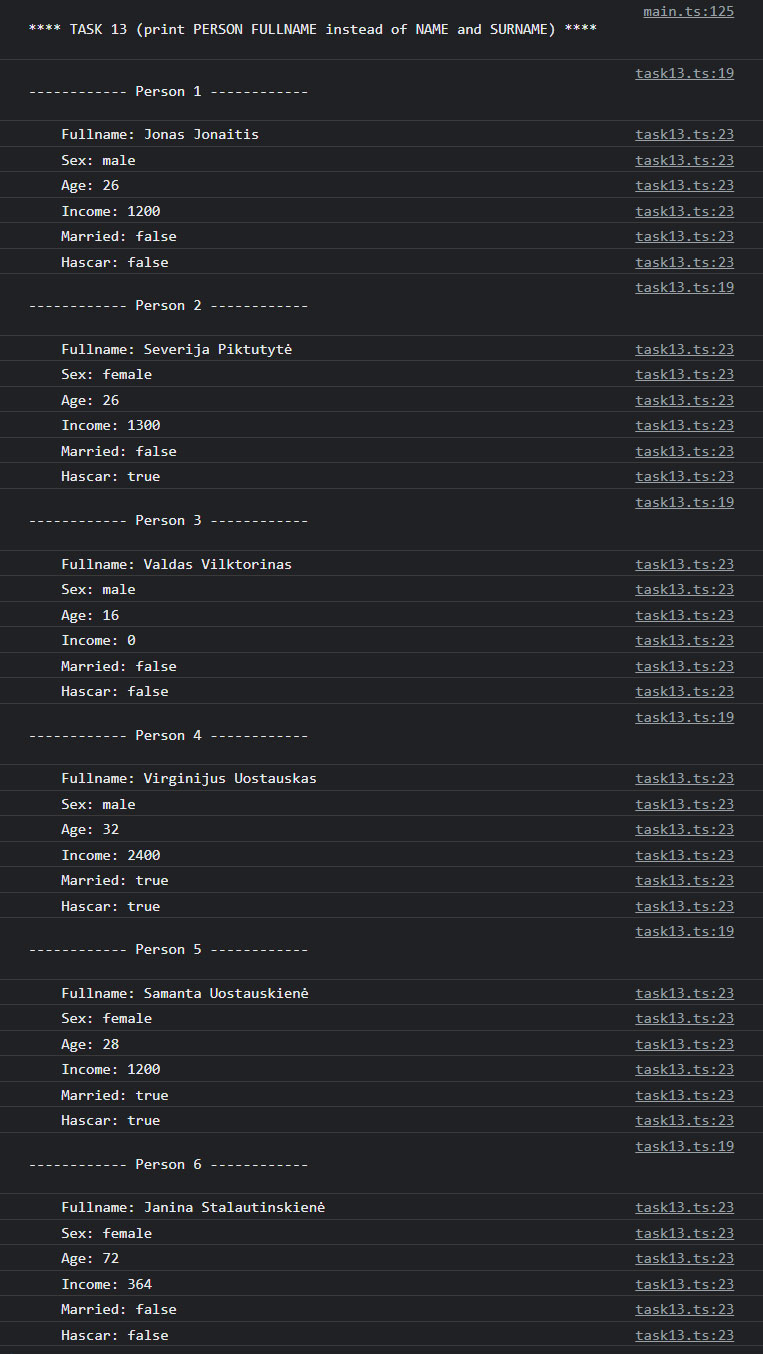 main.ts:125
**** TASK 13 (print PERSON FULLNAME instead of NAME and SURNAME) ****
task13.ts:19
------------ Person 1 ------------
Fullname: Jonas Jonaitis task13.ts:23
Sex: male task13.ts:23
Age: 26 task13.ts:23
Income: 1200 task13.ts:23
Married: false task13.ts:23
Hascar: false task13.ts:23
task13.ts:19
------------ Person 2 ------------
Fullname: Severija Piktutytė task13.ts:23
Sex: female task13.ts:23
Age: 26 task13.ts:23
Income: 1300 task13.ts:23
Married: false task13.ts:23
Hascar: true task13.ts:23
task13.ts:19
------------ Person 3 ------------
Fullname: Valdas Vilktorinas task13.ts:23
Sex: male task13.ts:23
Age: 16 task13.ts:23
Income: 0 task13.ts:23
Married: false task13.ts:23
Hascar: false task13.ts:23
task13.ts:19
------------ Person 4 ------------
Fullname: Virginijus Uostauskas task13.ts:23
Sex: male task13.ts:23
Age: 32 task13.ts:23
Income: 2400 task13.ts:23
Married: true task13.ts:23
Hascar: true task13.ts:23
task13.ts:19
------------ Person 5 ------------
Fullname: Samanta Uostauskienė task13.ts:23
Sex: female task13.ts:23
Age: 28 task13.ts:23
Income: 1200 task13.ts:23
Married: true task13.ts:23
Hascar: true task13.ts:23
task13.ts:19
------------ Person 6 ------------
Fullname: Janina Stalautinskienė task13.ts:23
Sex: female task13.ts:23
Age: 72 task13.ts:23
Income: 364 task13.ts:23
Married: false task13.ts:23
Hascar: false task13.ts:23